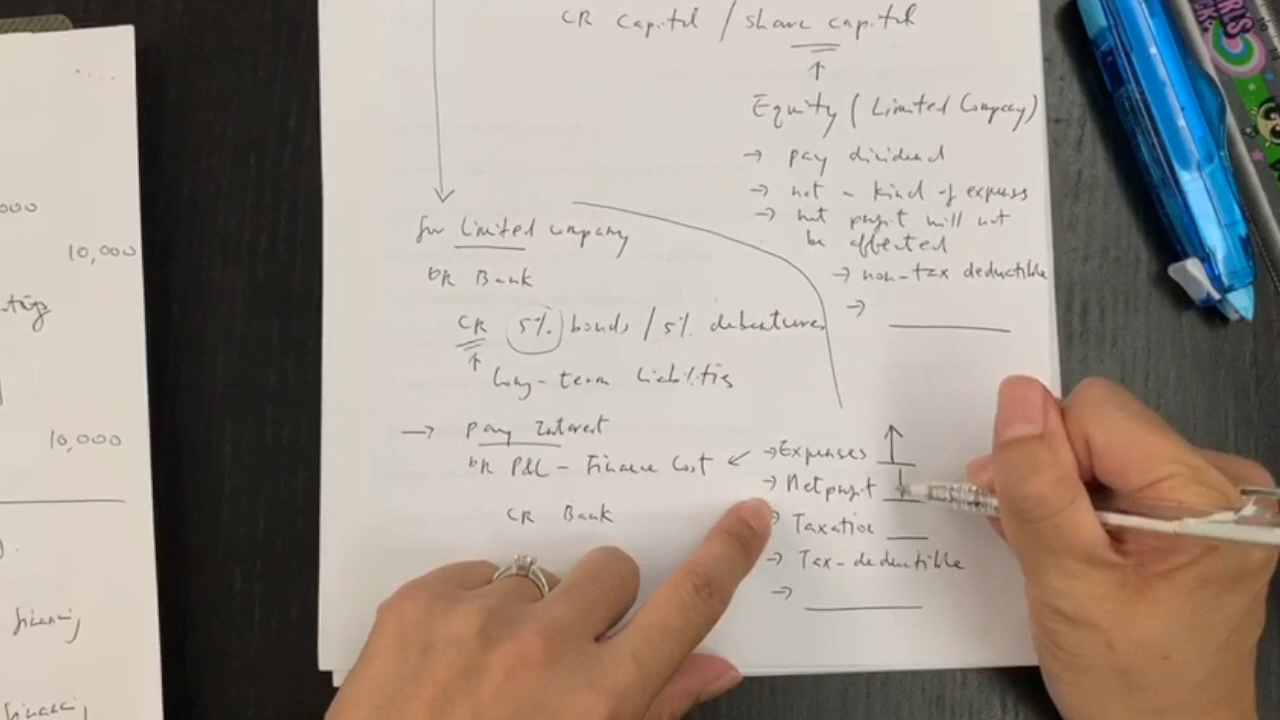 CR Capital / share capital
Equity (Limited Company)
→ pay dividend
→ not a kind of expenses
→ net profit will not
be affected
→ non-tax deductible
→
for Limited company
DR Bank
CR 5% bonds / 5% debentures
Long-term Liabilities
→ pay Interest
DR P&L - Finance Cost
CR Bank
→ Expenses
→ Net profit
Taxation
→ Tax-deductible
→
000
10,000
10,000
GIRLS